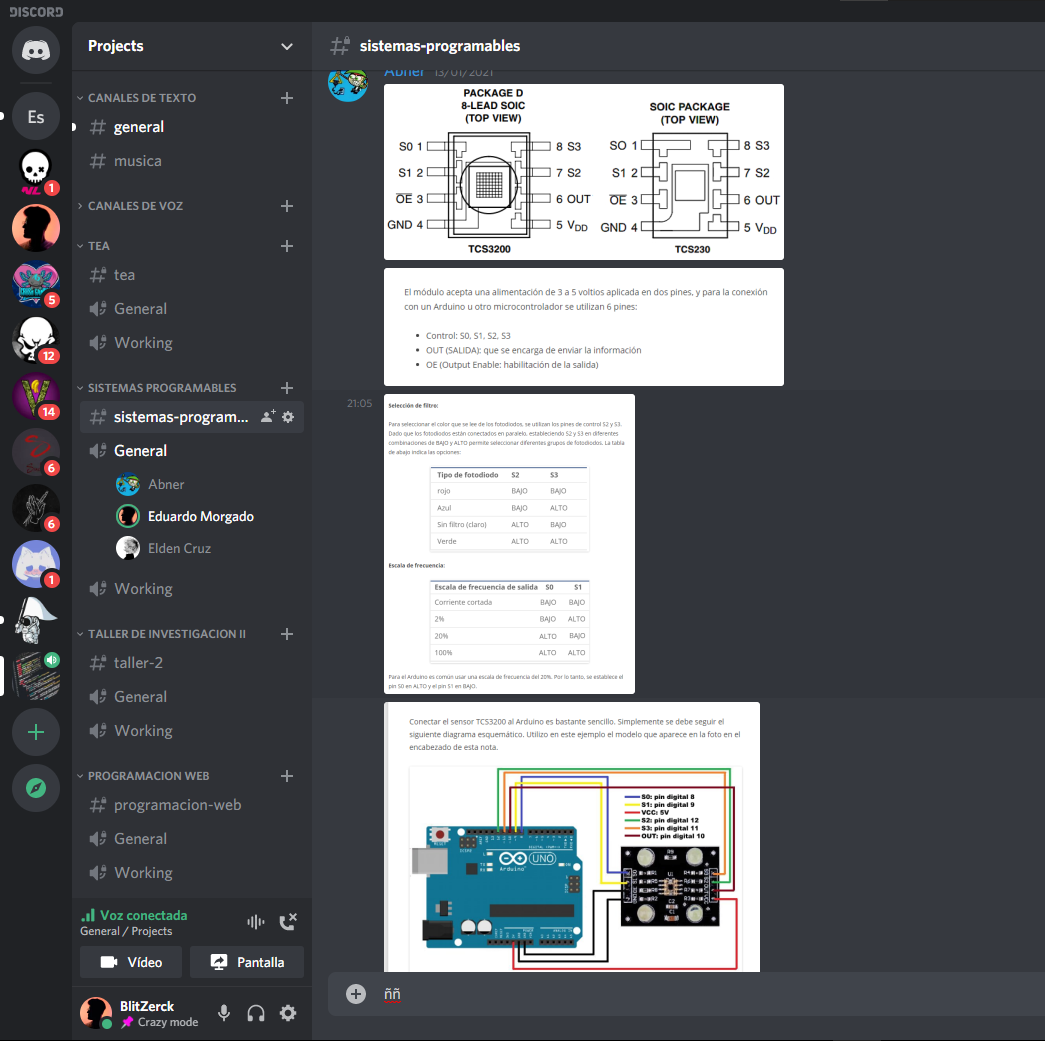 DISCORD
Projects
CANALES DE TEXTO
general
musica
CANALES DE VOZ
TEA
tea
General
Working
SISTEMAS PROGRAMABLES
sistemas-program...
General
Abner
Eduardo Morgado
Elden Cruz
Working
TALLER DE INVESTIGACION II
taller-2
General
Working
PROGRAMACION WEB
programacion-web
General
Working
Voz conectada
General / Projects
Vídeo
Pantalla
BlitZerck
Crazy mode
Es
1
5
12
14
6
6
1
sistemas-programables
Abner 13/01/2021
PACKAGE D
8-LEAD SOIC
(TOP VIEW)
S0 1
S1 2
OE 3
GND 4
8 S3
7 S2
6 OUT
5 VDD
TCS3200
SOIC PACKAGE
(TOP VIEW)
SO 1
S1 2
OE 3
GND 4
8 S3
7 S2
6 OUT
5 VDD
TCS230
El módulo acepta una alimentación de 3 a 5 voltios aplicada en dos pines, y para la conexión
con un Arduino u otro microcontrolador se utilizan 6 pines:
• Control: S0, S1, S2, S3
• OUT (SALIDA): que se encarga de enviar la información
• OE (Output Enable: habilitación de la salida)
21:05
Selección de filtro:
Para seleccionar el color que se lee de los fotodiodos, se utilizan los pines de control S2 y S3.
Dado que los fotodiodos están conectados en paralelo, estableciendo S2 y S3 en diferentes
combinaciones de BAJO y ALTO permite seleccionar diferentes grupos de fotodiodos. La tabla
de abajo indica las opciones:
Tipo de fotodiodo S2 S3
rojo BAJO BAJO
Azul BAJO ALTO
Sin filtro (claro) ALTO BAJO
Verde ALTO ALTO
Escala de frecuencia:
Escala de frecuencia de salida S0 S1
Corriente cortada BAJO BAJO
2% BAJO ALTO
20% ALTO BAJO
100% ALTO ALTO
Para el Arduino es común usar una escala de frecuencia del 20%. Por lo tanto, se establece el
pin S0 en ALTO y el pin S1 en BAJO.
Conectar el sensor TCS3200 al Arduino es bastante sencillo. Simplemente se debe seguir el
siguiente diagrama esquemático. Utilizo en este ejemplo el modelo que aparece en la foto en el
encabezado de esta nota.
S0: pin digital 8
S1: pin digital 9
VCC: 5V
S2: pin digital 12
S3: pin digital 11
OUT: pin digital 10
RESET
UNO
Arduino
U1
C2
C1
ññ